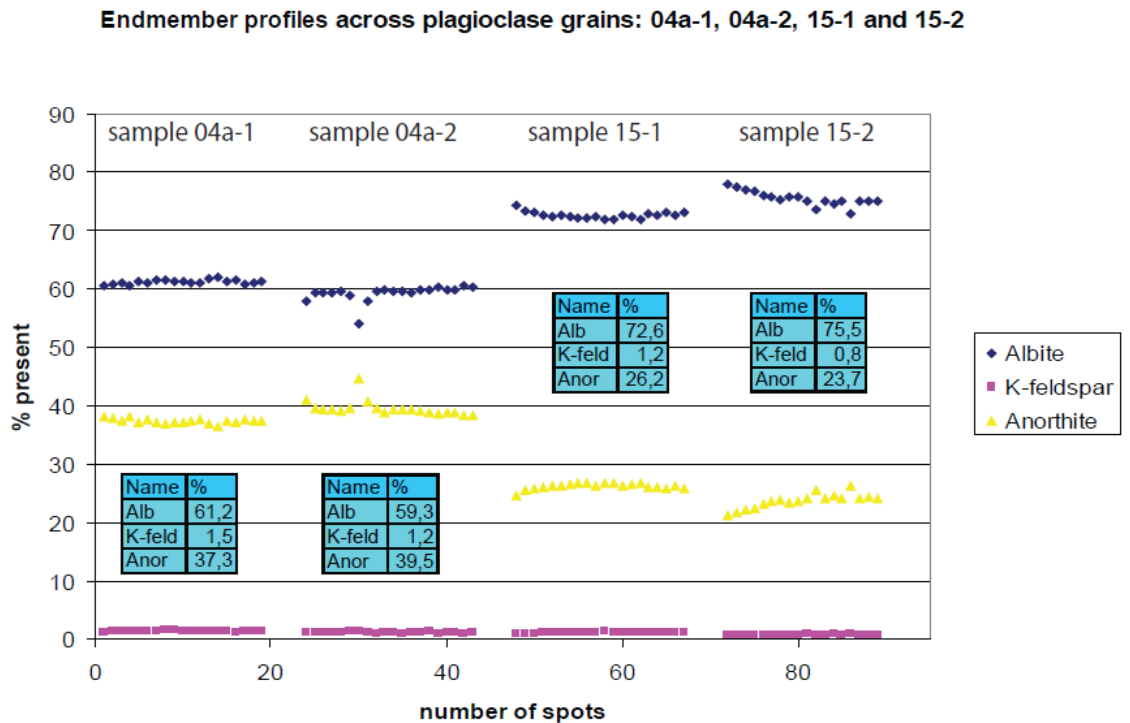 Endmember profiles across plagioclase grains: 04a-1, 04a-2, 15-1 and 15-2
sample 04a-1 sample 04a-2 sample 15-1 sample 15-2
90
80
70
60
50
40
30
20
10
0
% present
Name %
Alb 61,2
K-feld 1,5
Anor 37,3
Name %
Alb 59,3
K-feld 1,2
Anor 39,5
Name %
Alb 72,6
K-feld 1,2
Anor 26,2
Name %
Alb 75,5
K-feld 0,8
Anor 23,7
Albite
K-feldspar
Anorthite
0 20 40 60 80
number of spots